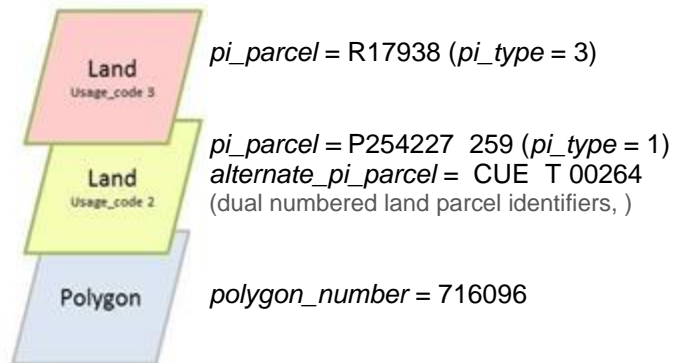 Land
Usage_code 3
pi_parcel = R17938 (pi_type = 3)
Land
Usage_code 2
pi_parcel = P254227  259 (pi_type = 1)
alternate_pi_parcel =  CUE  T 00264
(dual numbered land parcel identifiers, )
Polygon
polygon_number = 716096